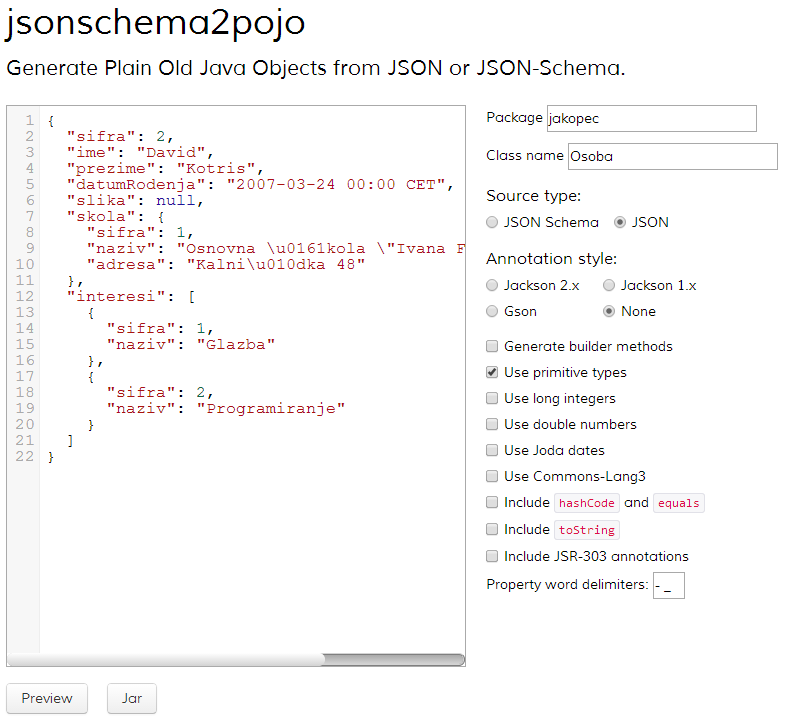 jsonschema2pojo
Generate Plain Old Java Objects from JSON or JSON-Schema.
1 {
2 "sifra": 2,
3 "ime": "David",
4 "prezime": "Kotris",
5 "datumRodenja": "2007-03-24 00:00 CET",
6 "slika": null,
7 "skola": {
8 "sifra": 1,
9 "naziv": "Osnovna \u0161kola \"Ivana F
10 "adresa": "Kalni\u010dka 48"
11 },
12 "interesi": [
13 {
14 "sifra": 1,
15 "naziv": "Glazba"
16 },
17 {
18 "sifra": 2,
19 "naziv": "Programiranje"
20 }
21 ]
22 }
Package jakopec
Class name Osoba
Source type:
JSON Schema JSON
Annotation style:
Jackson 2.x Jackson 1.x
Gson None
Generate builder methods
Use primitive types
Use long integers
Use double numbers
Use Joda dates
Use Commons-Lang3
Include hashCode and equals
Include toString
Include JSR-303 annotations
Property word delimiters: - _
Preview Jar